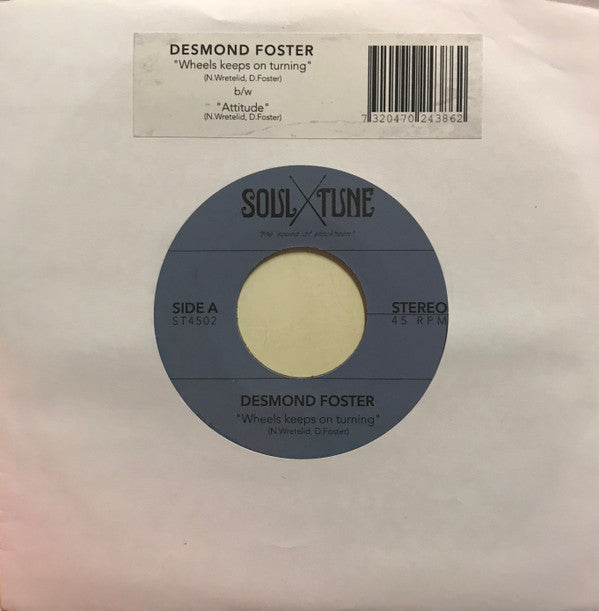 DESMOND FOSTER
"Wheels keeps on turning"
(N.Wretelid, D.Foster)
b/w
"Attitude"
(N.Wretelid, D.Foster)
7 320470 243862
SOUL X TUNE
"the sound of stockholm"
SIDE A
ST4502
STEREO
45 RPM
DESMOND FOSTER
"Wheels keeps on turning"
(N.Wretelid, D.Foster)